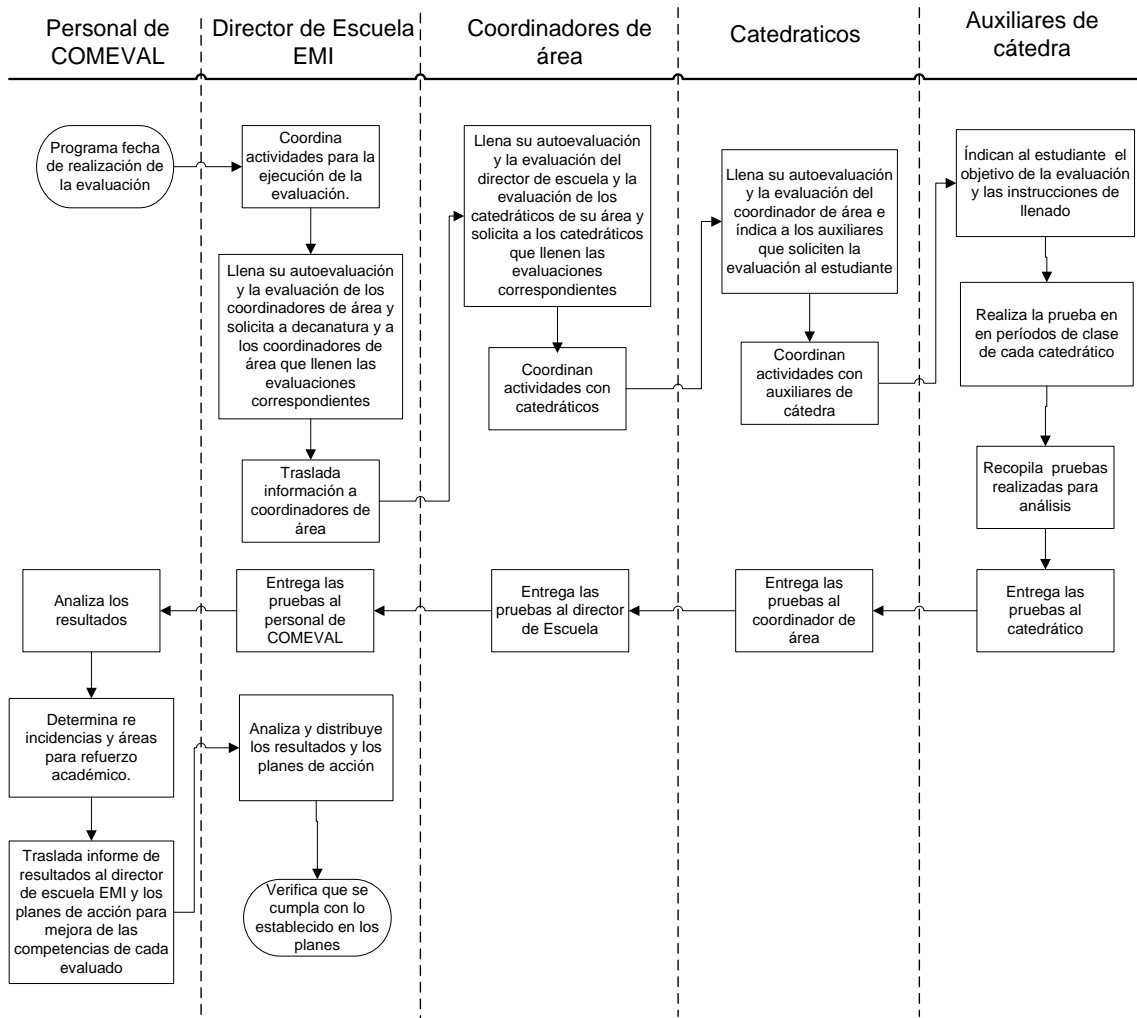 Personal de
COMEVAL
Director de Escuela
EMI
Coordinadores de
área
Catedraticos
Auxiliares de
cátedra
Programa fecha
de realización de
la evaluación
Coordina
actividades para la
ejecución de la
evaluación.
Llena su autoevaluación
y la evaluación de los
coordinadores de área y
solicita a decanatura y a
los coordinadores de
área que llenen las
evaluaciones
correspondientes
Traslada
información a
coordinadores de
área
Llena su autoevaluación
y la evaluación del
director de escuela y la
evaluación de los
catedráticos de su área y
solicita a los catedráticos
que llenen las
evaluaciones
correspondientes
Coordinan
actividades con
catedráticos
Llena su autoevaluación
y la evaluación del
coordinador de área e
índica a los auxiliares
que soliciten la
evaluación al estudiante
Coordinan
actividades con
auxiliares de
cátedra
Índican al estudiante el
objetivo de la evaluación
y las instrucciones de
llenado
Realiza la prueba en
en períodos de clase
de cada catedrático
Recopila pruebas
realizadas para
análisis
Entrega las
pruebas al
catedrático
Entrega las
pruebas al
coordinador de
área
Entrega las
pruebas al director
de Escuela
Entrega las
pruebas al
personal de
COMEVAL
Analiza los
resultados
Determina re
incidencias y áreas
para refuerzo
académico.
Traslada informe de
resultados al director
de escuela EMI y los
planes de acción para
mejora de las
competencias de cada
evaluado
Analiza y distribuye
los resultados y los
planes de acción
Verifica que se
cumpla con lo
establecido en los
planes